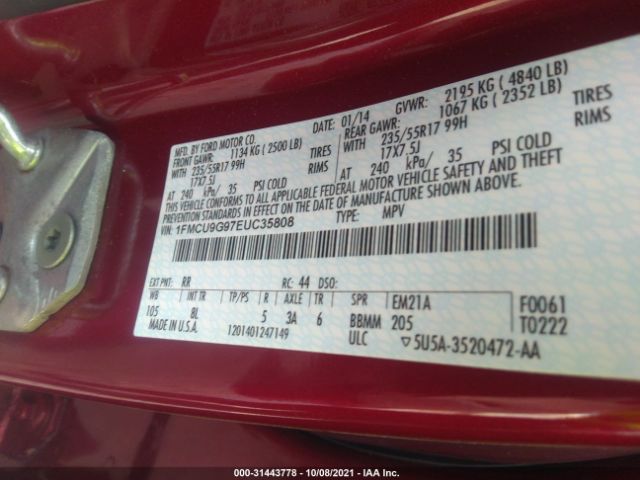 MFD. BY FORD MOTOR CO.
DATE: 01/14 GVWR: 2195 KG ( 4840 LB)
FRONT GAWR: 1134 KG ( 2500 LB)
REAR GAWR: 1067 KG ( 2352 LB)
WITH 235/55R17 99H TIRES
WITH 235/55R17 99H TIRES
17X7.5J RIMS
17X7.5J RIMS
AT 240 kPa/ 35 PSI COLD
AT 240 kPa/ 35 PSI COLD
THIS VEHICLE CONFORMS TO ALL APPLICABLE FEDERAL MOTOR VEHICLE SAFETY AND THEFT
PREVENTION STANDARDS IN EFFECT ON THE DATE OF MANUFACTURE SHOWN ABOVE.
VIN: 1FMCU9G97EUC35808 TYPE: MPV
EXT PNT: RR RC: 44 DSO:
WB INT TR TP/PS R AXLE TR SPR EM21A F0061
105 BL 5 3A 6 BBMM 205 T0222
MADE IN U.S.A. 1201401247149 ULC ▽5U5A-3520472-AA
000-31443778 - 10/08/2021 - IAA Inc.